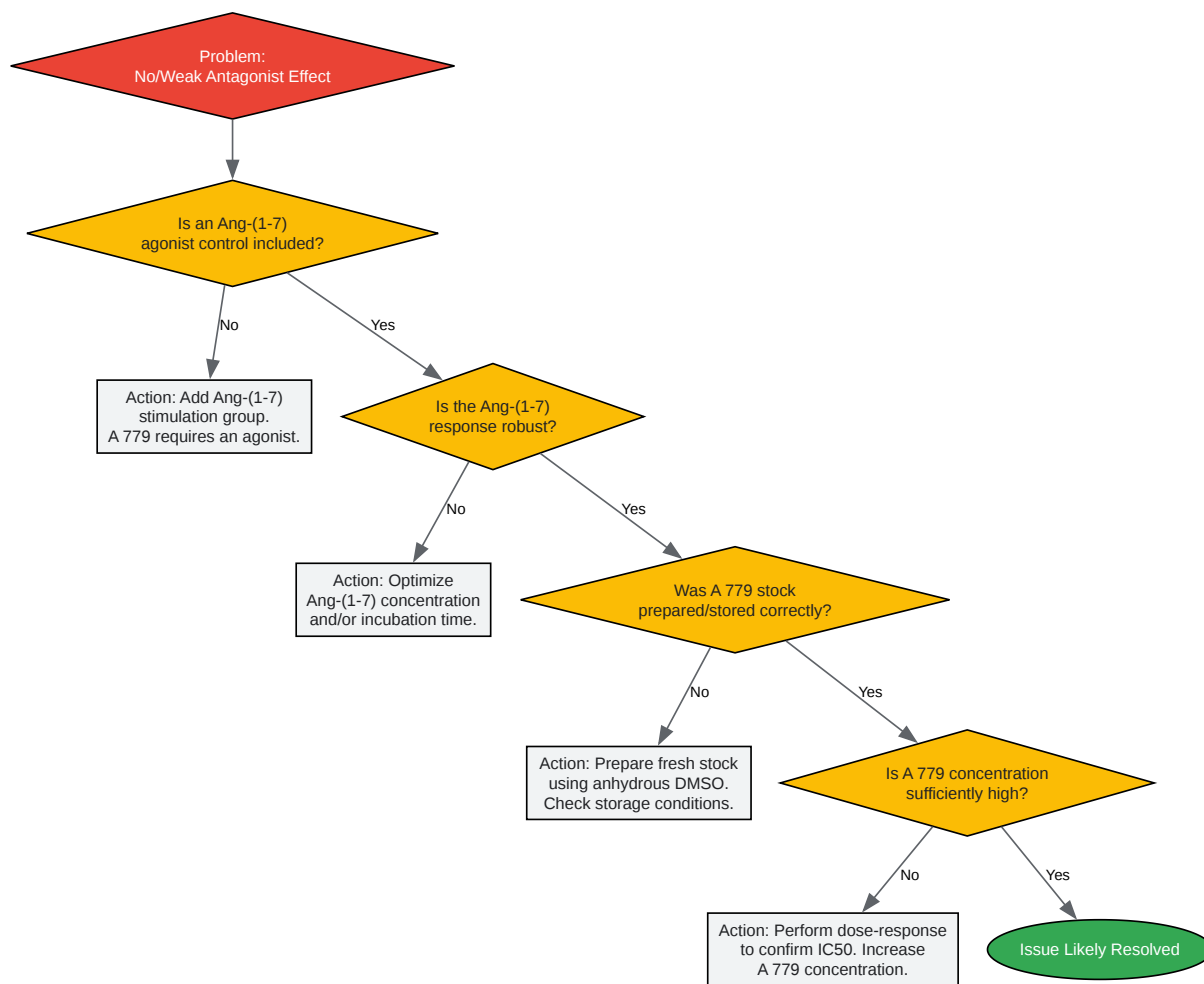 Problem:
No/Weak Antagonist Effect
Is an Ang-(1-7)
agonist control included?
No
Yes
Action: Add Ang-(1-7)
stimulation group.
A 779 requires an agonist.
Is the Ang-(1-7)
response robust?
No
Yes
Action: Optimize
Ang-(1-7) concentration
and/or incubation time.
Was A 779 stock
prepared/stored correctly?
No
Yes
Action: Prepare fresh stock
using anhydrous DMSO.
Check storage conditions.
Is A 779 concentration
sufficiently high?
No
Yes
Action: Perform dose-response
to confirm IC50. Increase
A 779 concentration.
Issue Likely Resolved